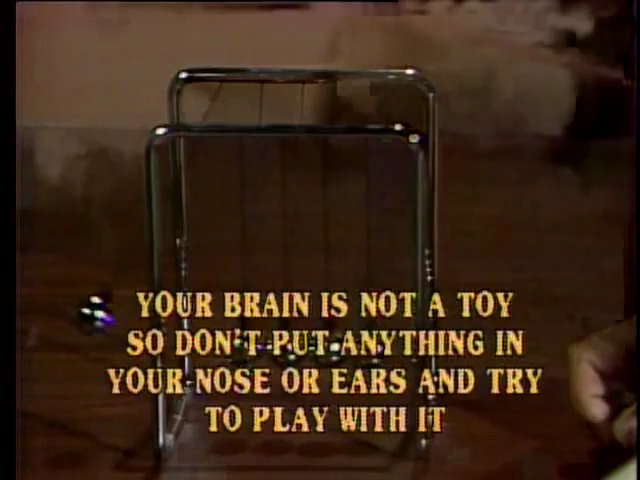 YOUR BRAIN IS NOT A TOY
SO DON'T PUT ANYTHING IN
YOUR NOSE OR EARS AND TRY
TO PLAY WITH IT